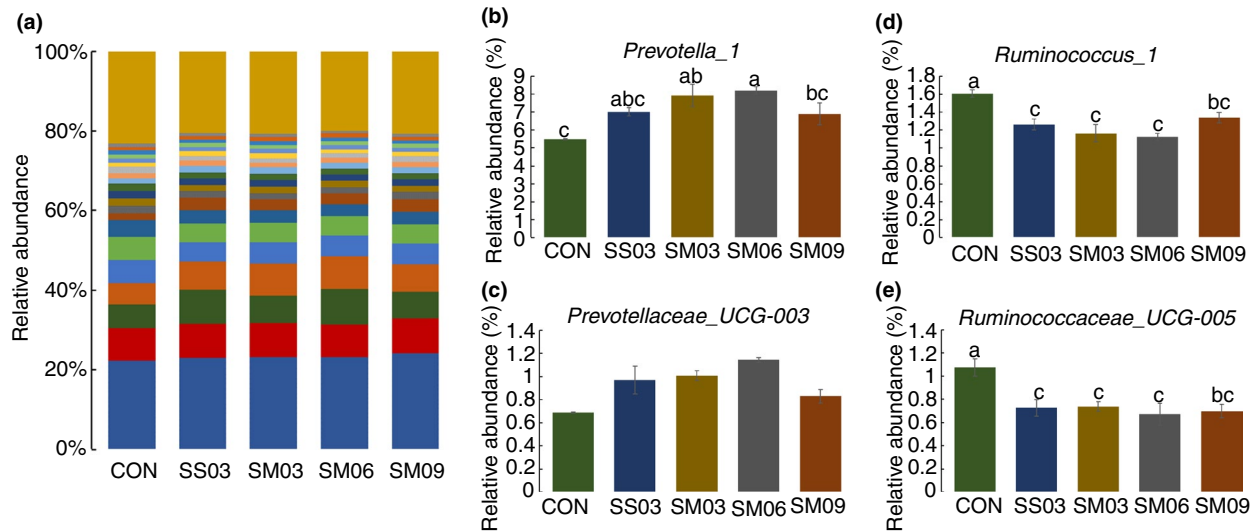 (a)
Relative abundance
100%
80%
60%
40%
20%
0%
CON SS03 SM03 SM06 SM09
(b)
Prevotella_1
Relative abundance (%)
9
8
7
6
5
4
3
2
1
0
c abc ab a bc
CON SS03 SM03 SM06 SM09
(c)
Prevotellaceae_UCG-003
Relative abundance (%)
1.4
1.2
1
0.8
0.6
0.4
0.2
0
CON SS03 SM03 SM06 SM09
(d)
Ruminococcus_1
Relative abundance (%)
1.8
1.6
1.4
1.2
1.0
0.8
0.6
0.4
0.2
0
a c c c bc
CON SS03 SM03 SM06 SM09
(e)
Ruminococcaceae_UCG-005
Relative abundance (%)
1.4
1.2
1
0.8
0.6
0.4
0.2
0
a c c c bc
CON SS03 SM03 SM06 SM09